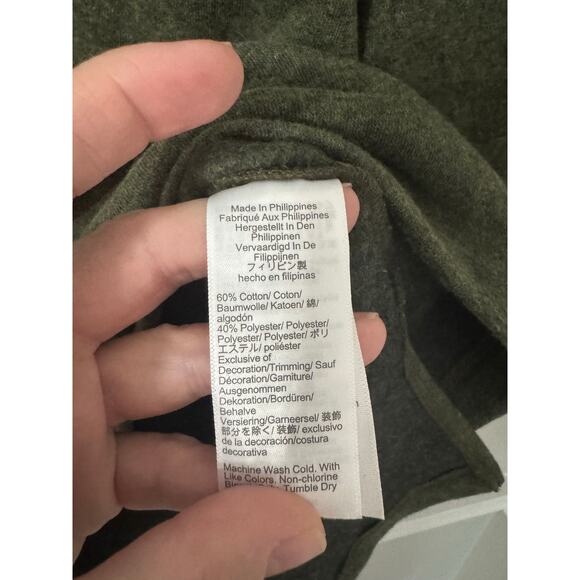 Made In Philippines
Fabriqué Aux Philippines
Hergestellt In Den
Philippinen
Vervaardigd In De
Filippijnen
フィリピン製
hecho en filipinas
60% Cotton/ Coton/
Baumwolle/ Katoen/ 綿/
algodón
40% Polyester/ Polyester/
Polyester/ Polyester/ ポリ
エステル/ poliéster
Exclusive of
Decoration/Trimming/ Sauf
Décoration/Garniture/
Ausgenommen
Dekoration/Bordüren/
Behalve
Versiering/Garneersel/ 装飾
部分を除く/ 装飾/ exclusivo
de la decoración/costura
decorativa
Machine Wash Cold, With
Like Colors. Non-chlorine
Tumble Dry